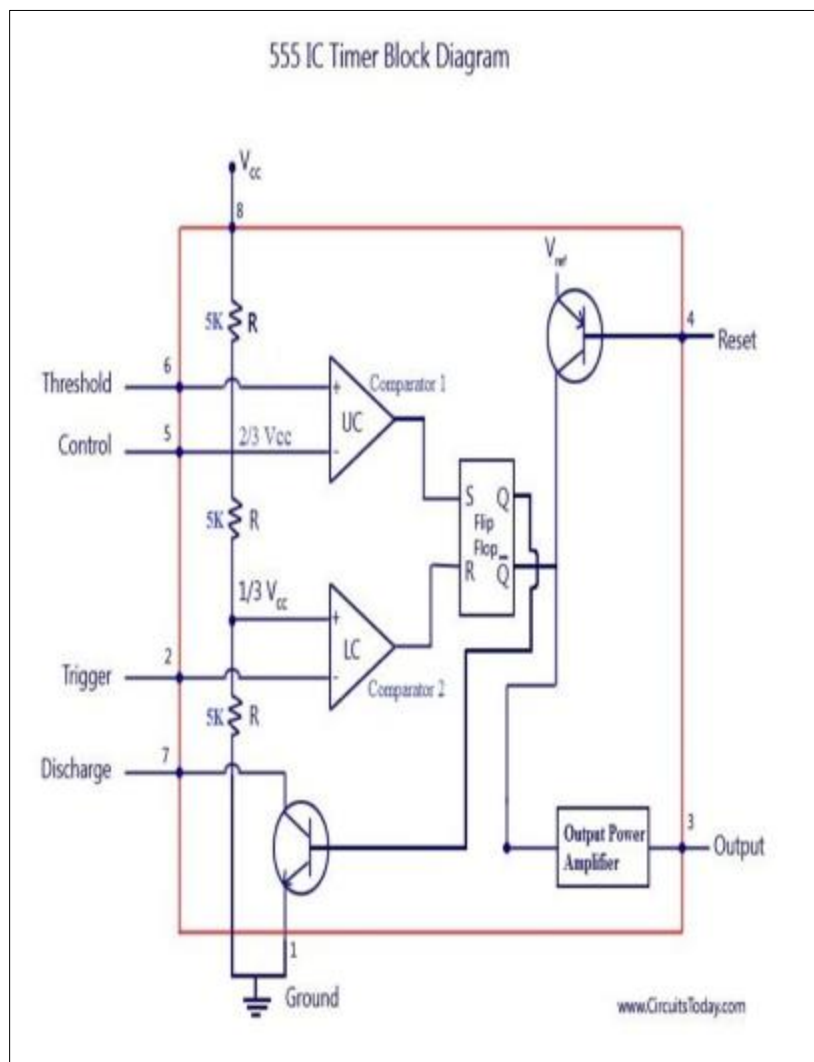 555 IC Timer Block Diagram
Vcc
8
5K R
Vref
4
Reset
6
Threshold
+
Comparator 1
UC
5
Control
2/3 Vcc
-
S Q
Flip
Flop
R Q̅
5K R
1/3 Vcc
+
LC
2
Trigger
-
Comparator 2
5K R
7
Discharge
3
Output Power
Amplifier
Output
1
Ground
www.CircuitsToday.com